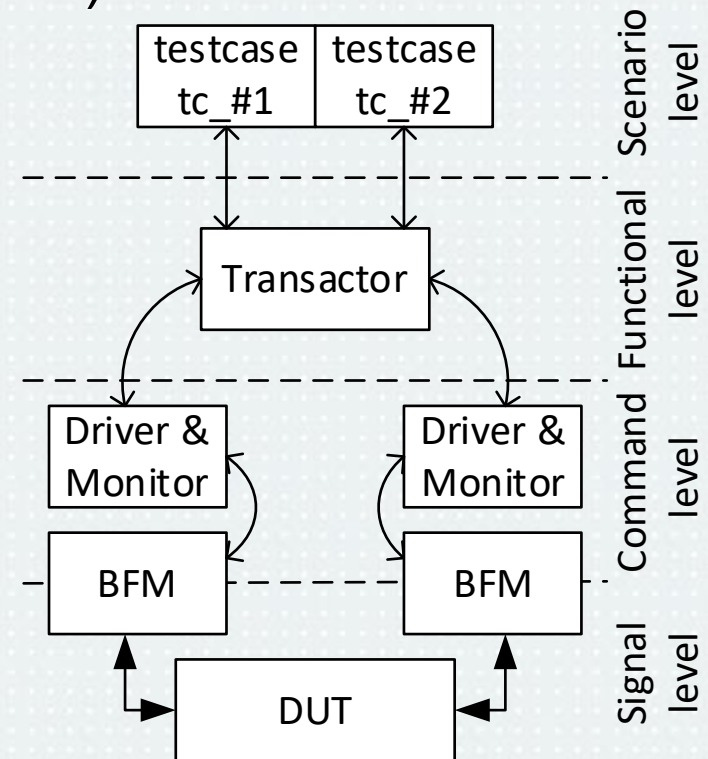 )
testcase
tc_#1
testcase
tc_#2
Scenario
level
Transactor
Functional
level
Driver &
Monitor
Driver &
Monitor
Command
level
BFM
BFM
DUT
Signal
level